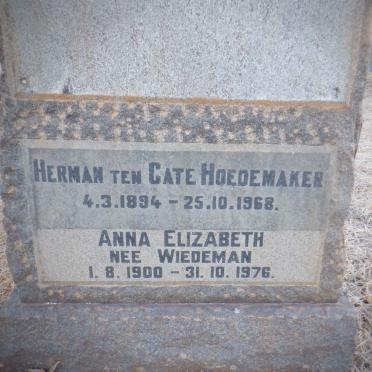 HERMAN TEN CATE HOEDEMAKER
4.3.1894 – 25.10.1968.
ANNA ELIZABETH
NEE WIEDEMAN
1.8.1900 – 31.10.1976.